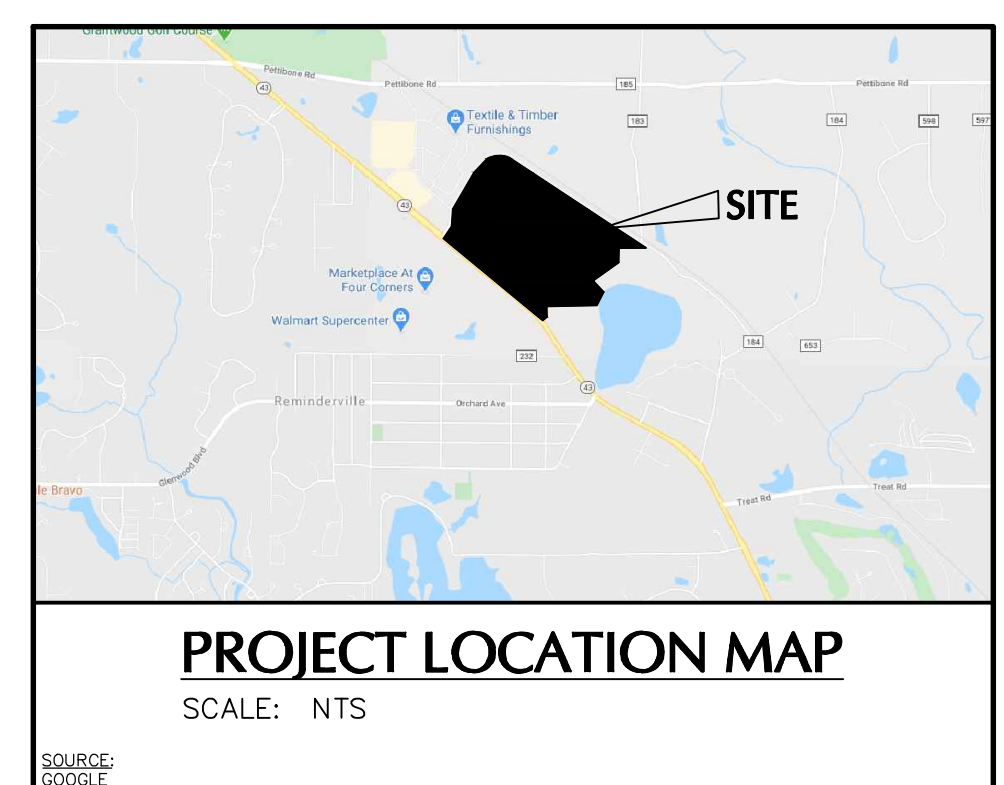 Grantwood Golf Course
Pettibone Rd
43
Pettibone Rd
185
Pettibone Rd
Textile & Timber
Furnishings
183
184
598
597
43
SITE
Marketplace At
Four Corners
Walmart Supercenter
232
184
653
43
Reminderville
Orchard Ave
Glenwood Blvd
le Bravo
Treat Rd
Treat Rd
PROJECT LOCATION MAP
SCALE: NTS
SOURCE:
GOOGLE